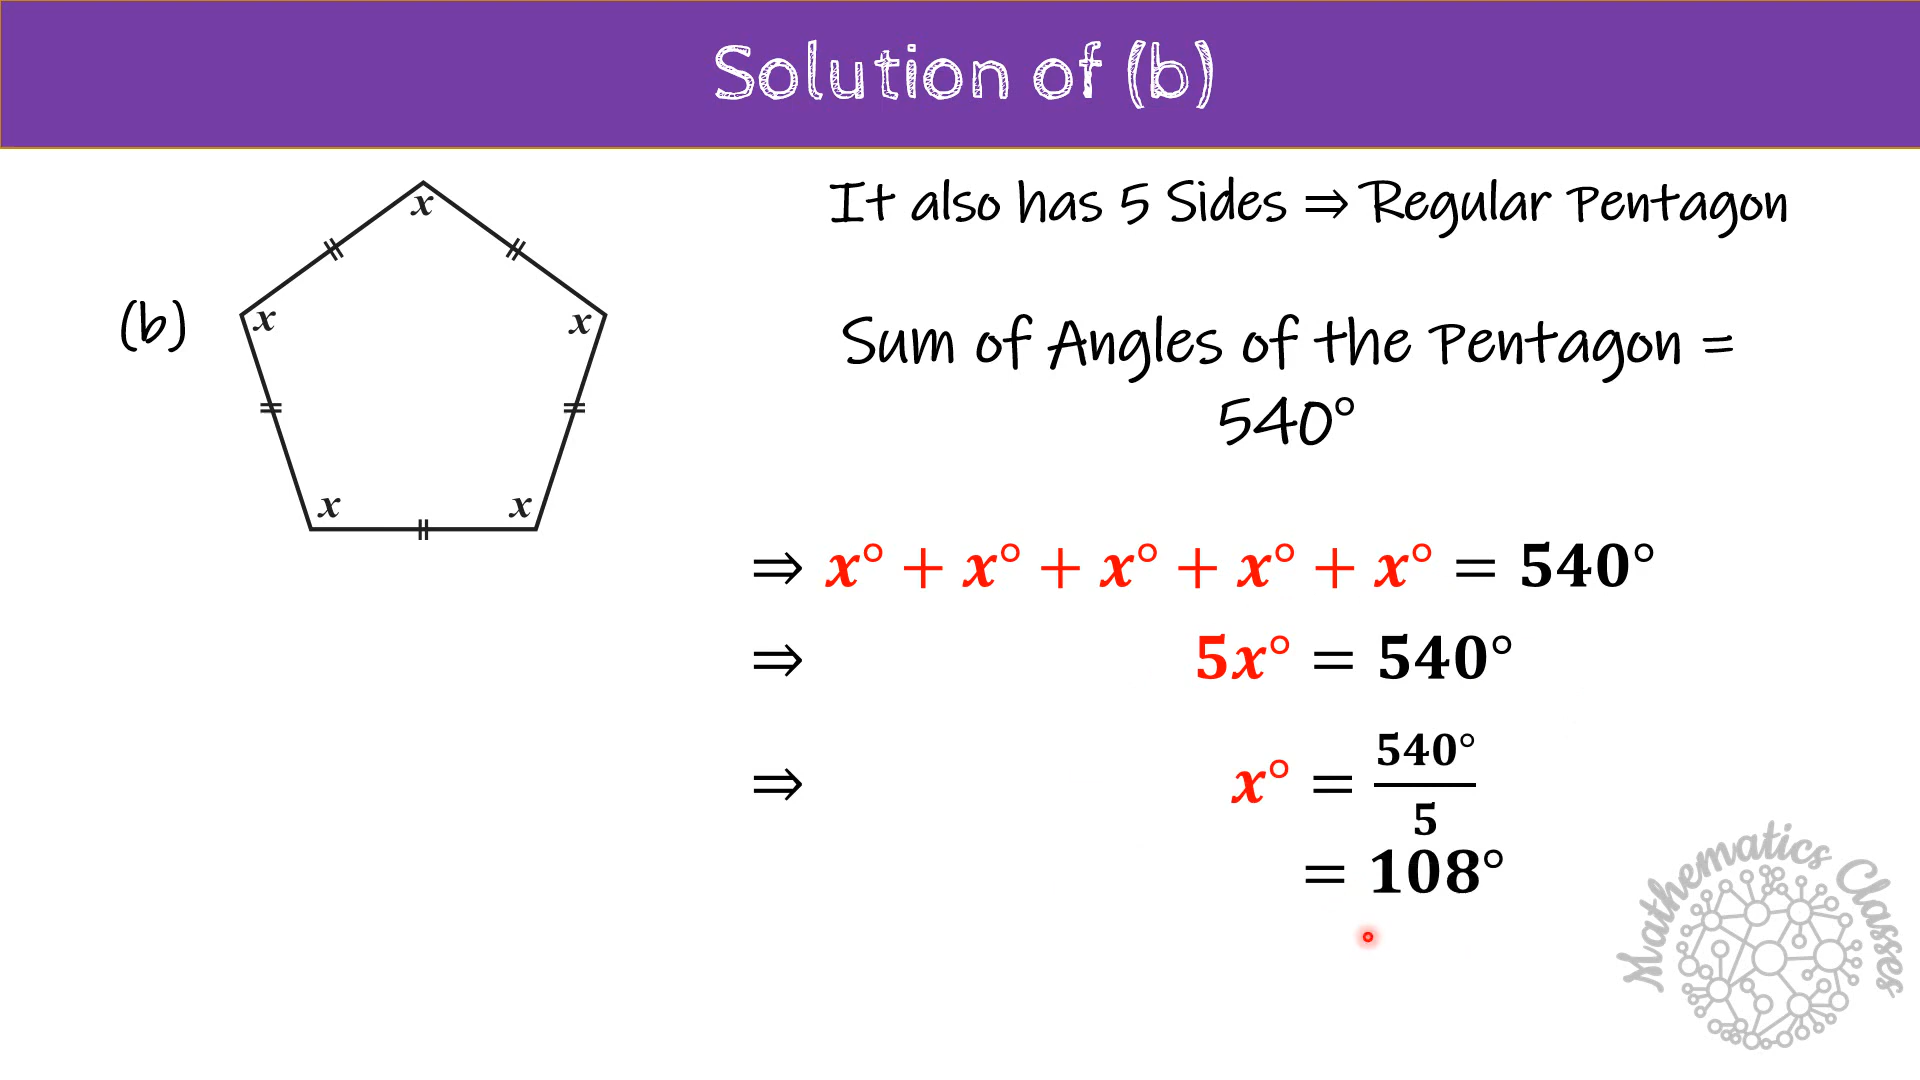 Solution of (b)
It also has 5 Sides ⇒ Regular Pentagon
(b)
x
x
x
x
x
Sum of Angles of the Pentagon =
540°
⇒ x° + x° + x° + x° + x° = 540°
⇒ 5x° = 540°
⇒ x° = 540°/5
= 108°
Mathematics Classes